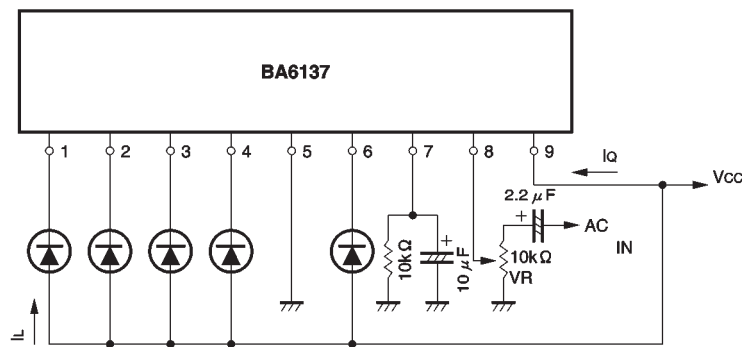 BA6137
1 2 3 4 5 6 7 8 9
IQ
VCC
2.2 μF
+ AC
IN
10kΩ
+
10 μF
10kΩ
VR
IL